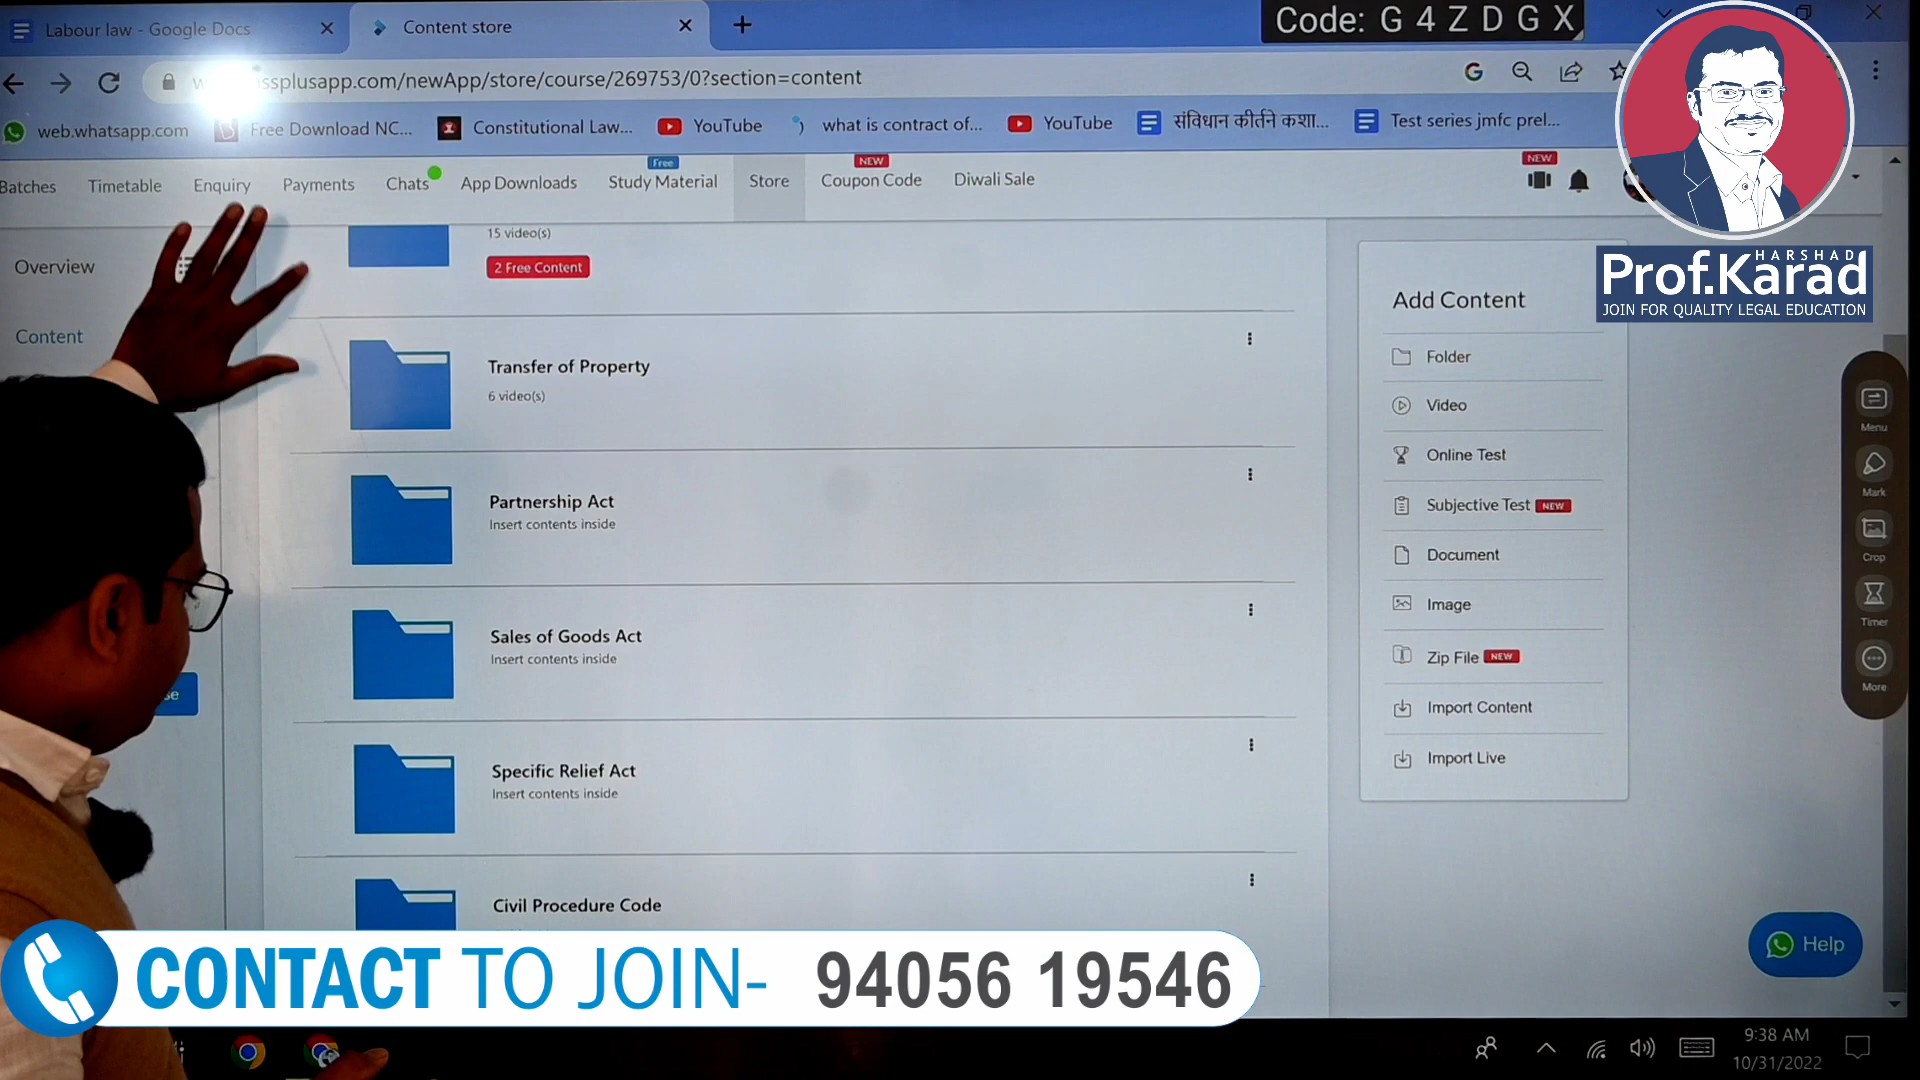 Labour law - Google Docs
Content store
Code: G 4 Z D G X
ssplusapp.com/newApp/store/course/269753/0?section=content
web.whatsapp.com
Free Download NC...
Constitutional Law...
YouTube
what is contract of...
YouTube
संविधान कीर्तने कशा...
Test series jmfc prel...
Batches
Timetable
Enquiry
Payments
Chats
App Downloads
Free
Study Material
Store
NEW
Coupon Code
Diwali Sale
NEW
HARSHAD
Prof.Karad
JOIN FOR QUALITY LEGAL EDUCATION
Overview
Content
se
15 video(s)
2 Free Content
Transfer of Property
6 video(s)
Partnership Act
Insert contents inside
Sales of Goods Act
Insert contents inside
Specific Relief Act
Insert contents inside
Civil Procedure Code
Add Content
Folder
Video
Online Test
Subjective Test NEW
Document
Image
Zip File NEW
Import Content
Import Live
Menu
Mark
Crop
Timer
More
Help
CONTACT TO JOIN- 94056 19546
9:38 AM
10/31/2022